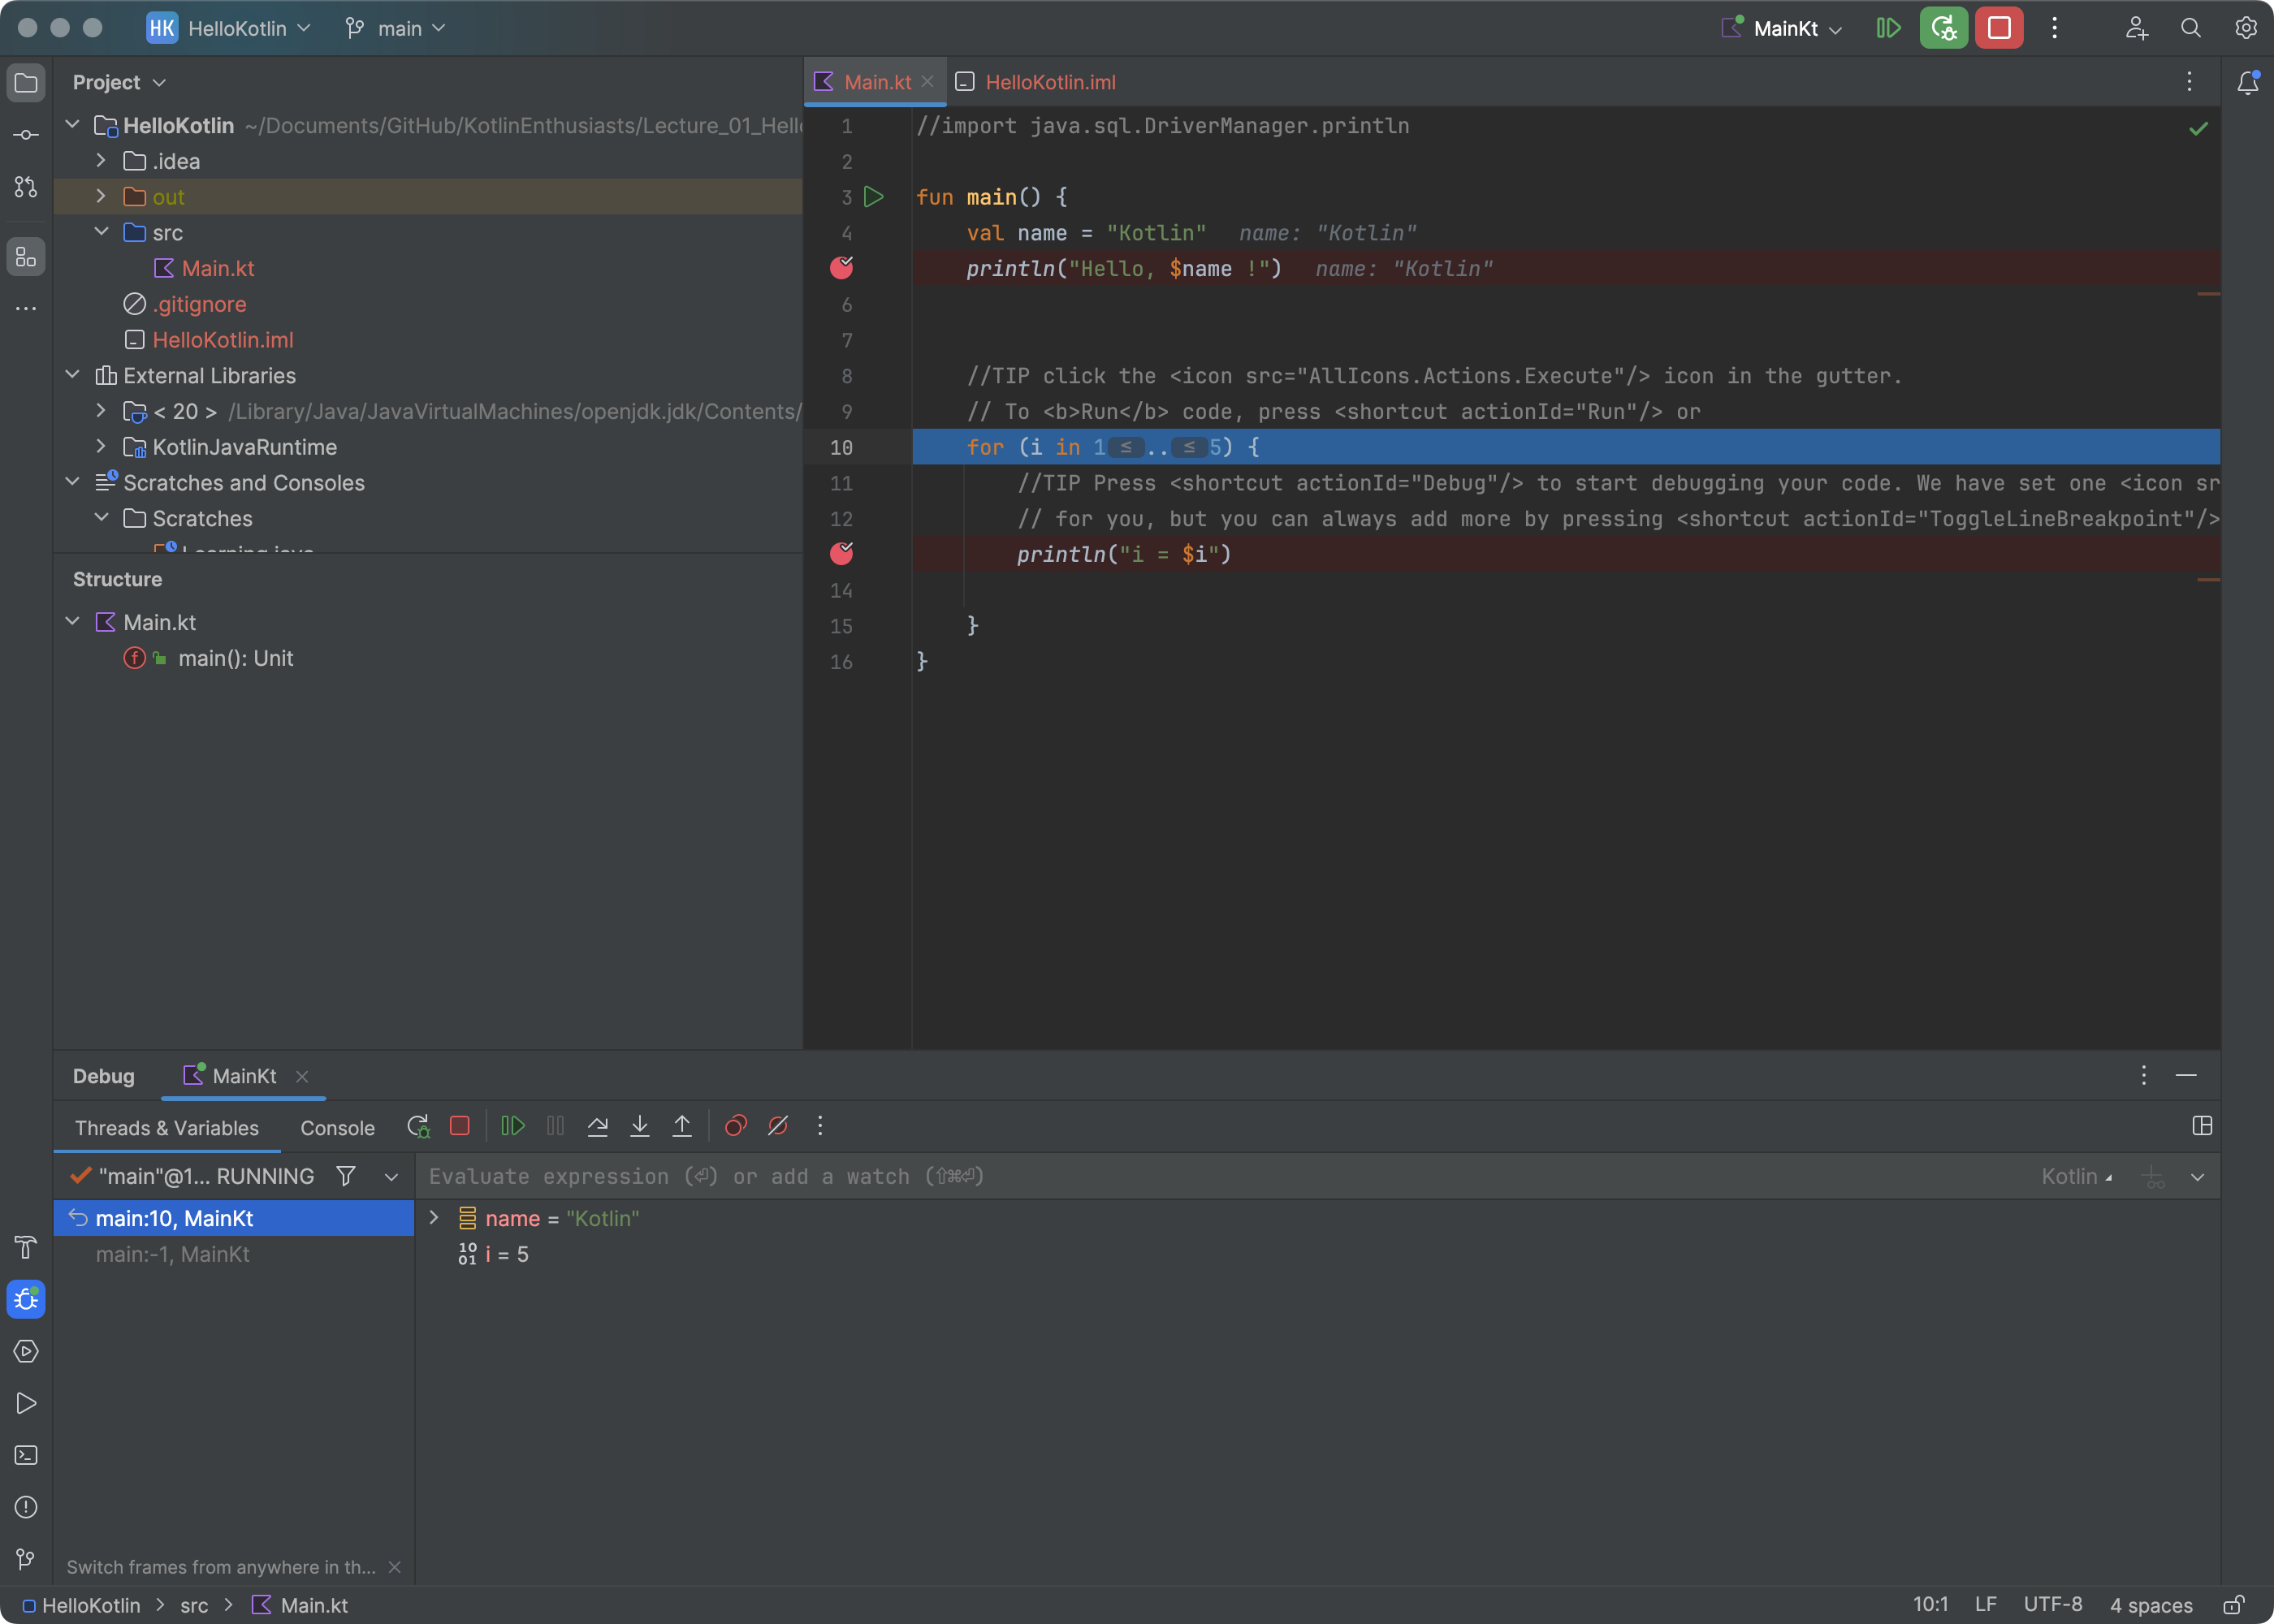 HK HelloKotlin main MainKt
Project
HelloKotlin ~/Documents/GitHub/KotlinEnthusiasts/Lecture_01_Hell
.idea
out
src
Main.kt
.gitignore
HelloKotlin.iml
External Libraries
< 20 > /Library/Java/JavaVirtualMachines/openjdk.jdk/Contents/
KotlinJavaRuntime
Scratches and Consoles
Scratches
Learning.java
Structure
Main.kt
f main(): Unit
Main.kt HelloKotlin.iml
1 //import java.sql.DriverManager.println
2
3 fun main() {
4 val name = "Kotlin" name: "Kotlin"
println("Hello, $name !") name: "Kotlin"
6
7
8 //TIP click the <icon src="AllIcons.Actions.Execute"/> icon in the gutter.
9 // To <b>Run</b> code, press <shortcut actionId="Run"/> or
10 for (i in 1 ≤ .. ≤ 5) {
11 //TIP Press <shortcut actionId="Debug"/> to start debugging your code. We have set one <icon sr
12 // for you, but you can always add more by pressing <shortcut actionId="ToggleLineBreakpoint"/>
println("i = $i")
14
15 }
16 }
Debug MainKt
Threads & Variables Console
"main"@1... RUNNING
Evaluate expression (⏎) or add a watch (⇧⌘⏎) Kotlin
main:10, MainKt
main:-1, MainKt
name = "Kotlin"
10 01 i = 5
Switch frames from anywhere in th...
HelloKotlin > src > Main.kt 10:1 LF UTF-8 4 spaces